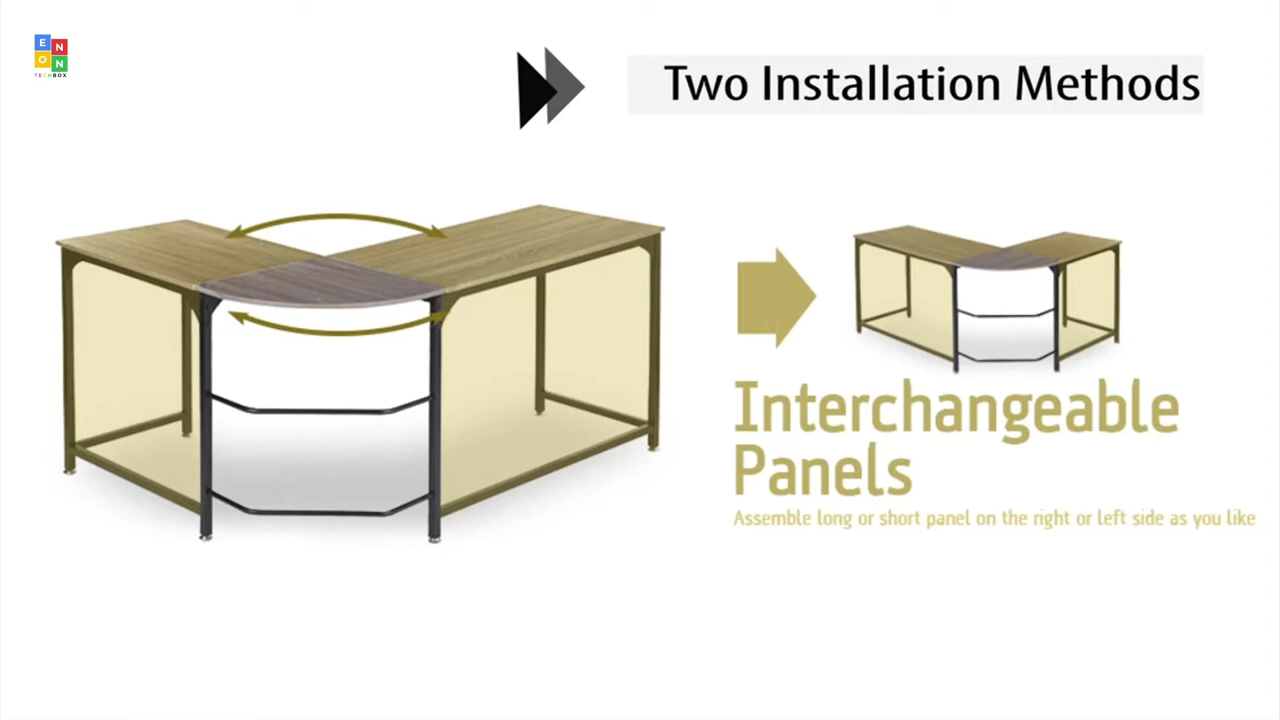 E N
O N
TECHBOX
Two Installation Methods
Interchangeable
Panels
Assemble long or short panel on the right or left side as you like